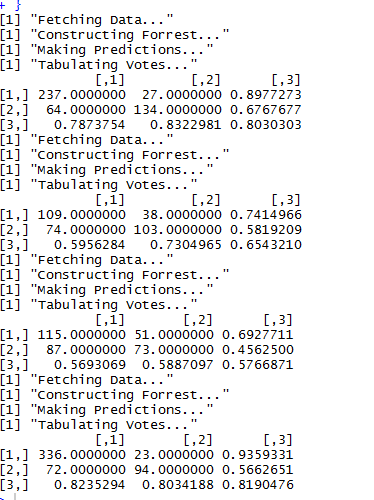 + }
[1] "Fetching Data..."
[1] "Constructing Forrest..."
[1] "Making Predictions..."
[1] "Tabulating Votes..."
[,1] [,2] [,3]
[1,] 237.0000000 27.0000000 0.8977273
[2,] 64.0000000 134.0000000 0.6767677
[3,] 0.7873754 0.8322981 0.8030303
[1] "Fetching Data..."
[1] "Constructing Forrest..."
[1] "Making Predictions..."
[1] "Tabulating Votes..."
[,1] [,2] [,3]
[1,] 109.0000000 38.0000000 0.7414966
[2,] 74.0000000 103.0000000 0.5819209
[3,] 0.5956284 0.7304965 0.6543210
[1] "Fetching Data..."
[1] "Constructing Forrest..."
[1] "Making Predictions..."
[1] "Tabulating Votes..."
[,1] [,2] [,3]
[1,] 115.0000000 51.0000000 0.6927711
[2,] 87.0000000 73.0000000 0.4562500
[3,] 0.5693069 0.5887097 0.5766871
[1] "Fetching Data..."
[1] "Constructing Forrest..."
[1] "Making Predictions..."
[1] "Tabulating Votes..."
[,1] [,2] [,3]
[1,] 336.0000000 23.0000000 0.9359331
[2,] 72.0000000 94.0000000 0.5662651
[3,] 0.8235294 0.8034188 0.8190476
>